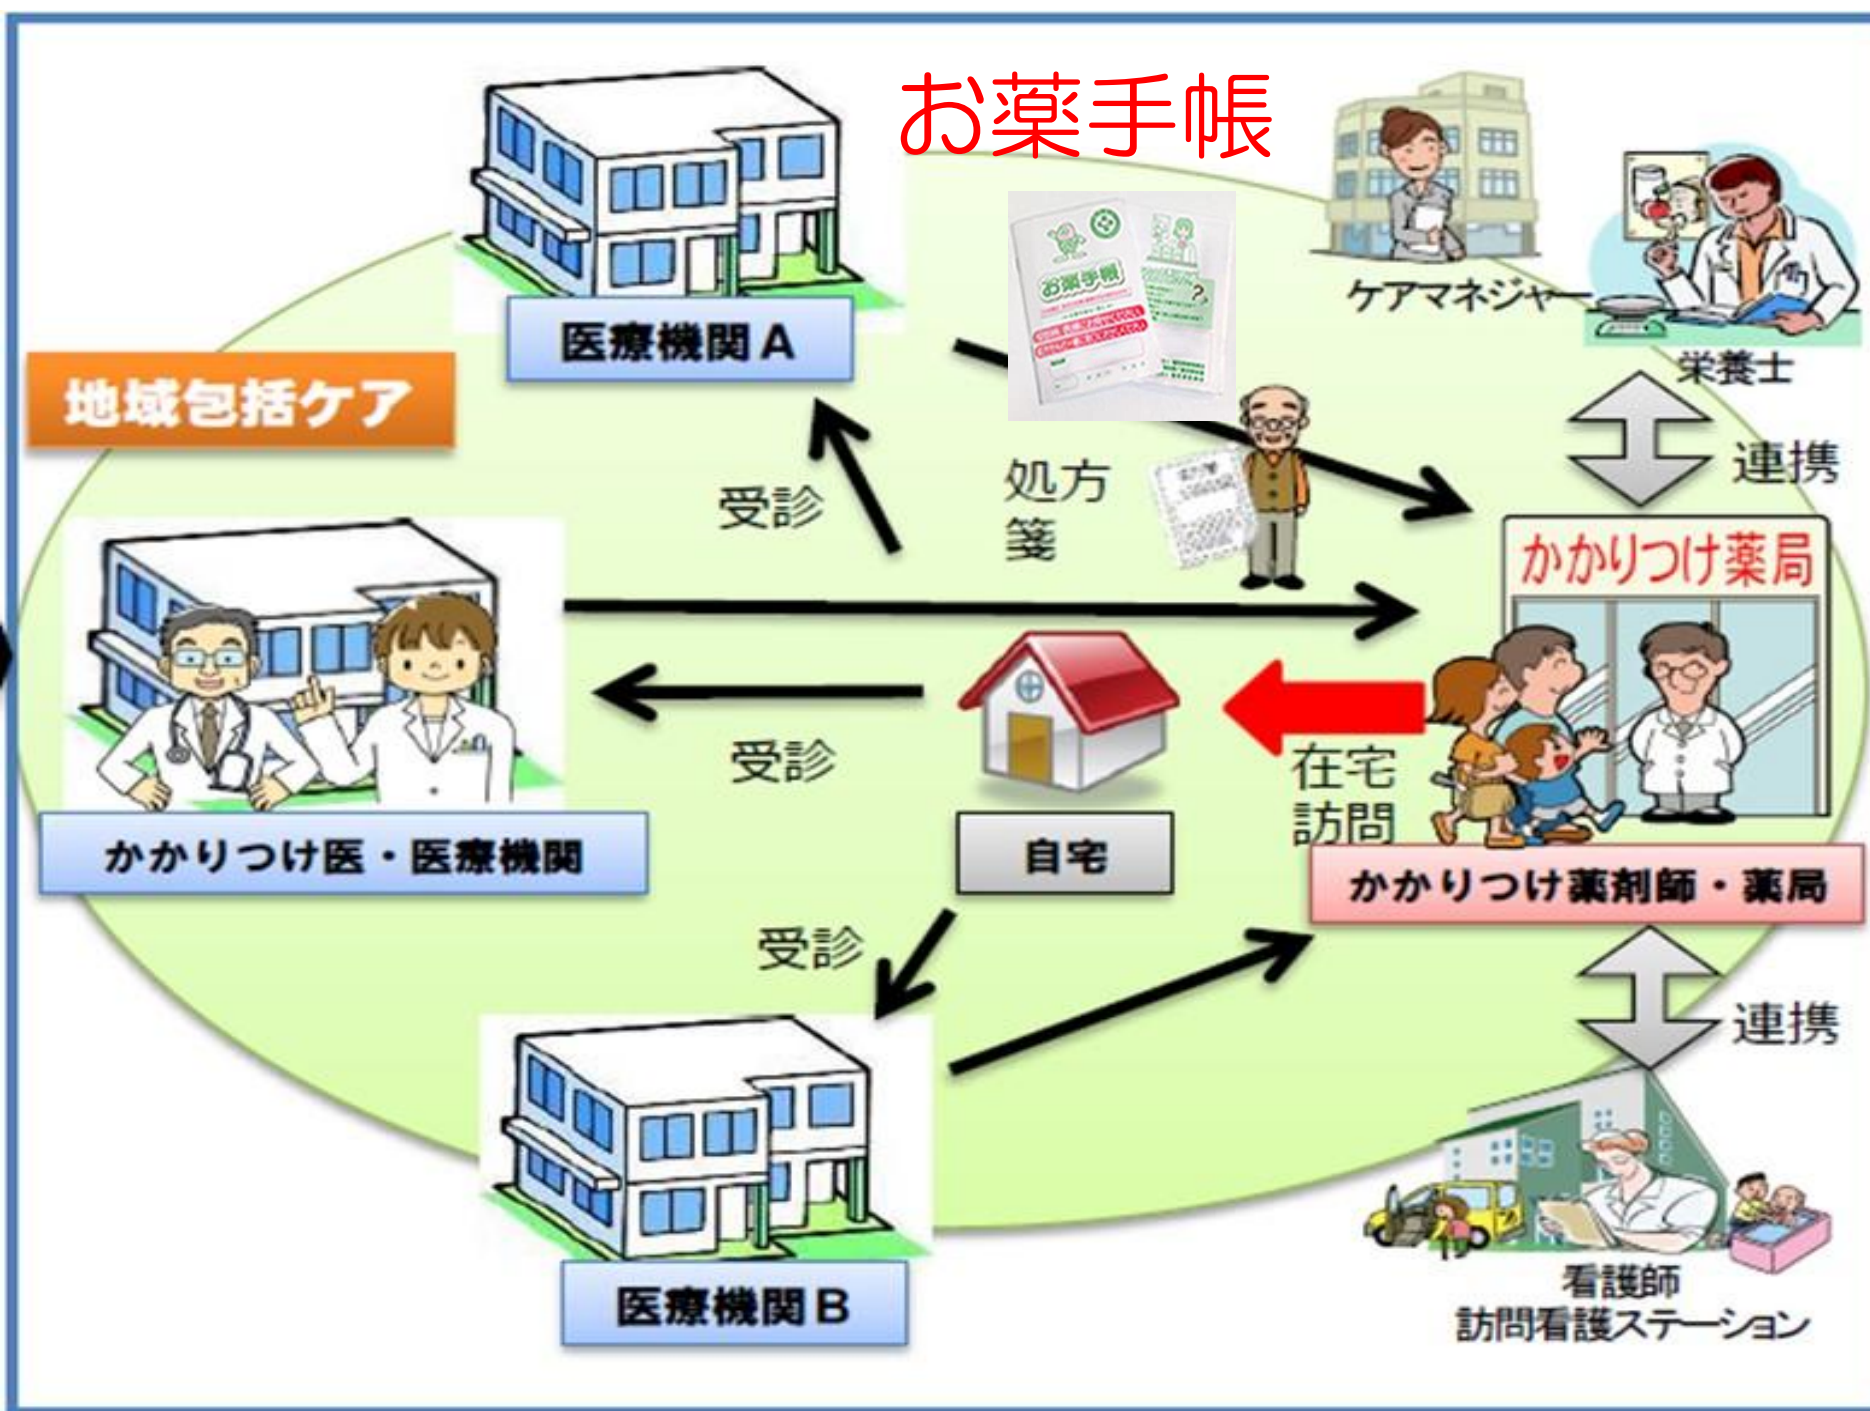 お薬手帳
お薬手帳
医療機関A
ケアマネジャー
栄養士
地域包括ケア
連携
受診
処方
箋
かかりつけ薬局
受診
在宅
訪問
かかりつけ医・医療機関
自宅
かかりつけ薬剤師・薬局
受診
連携
医療機関B
看護師
訪問看護ステーション